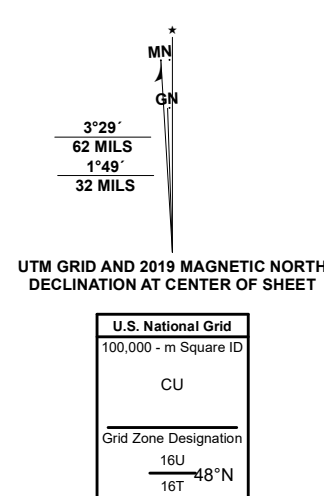 ★
MN
GN
3°29´
62 MILS
1°49´
32 MILS
UTM GRID AND 2019 MAGNETIC NORTH
DECLINATION AT CENTER OF SHEET
U.S. National Grid
100,000 - m Square ID
CU
Grid Zone Designation
16U
48°N
16T